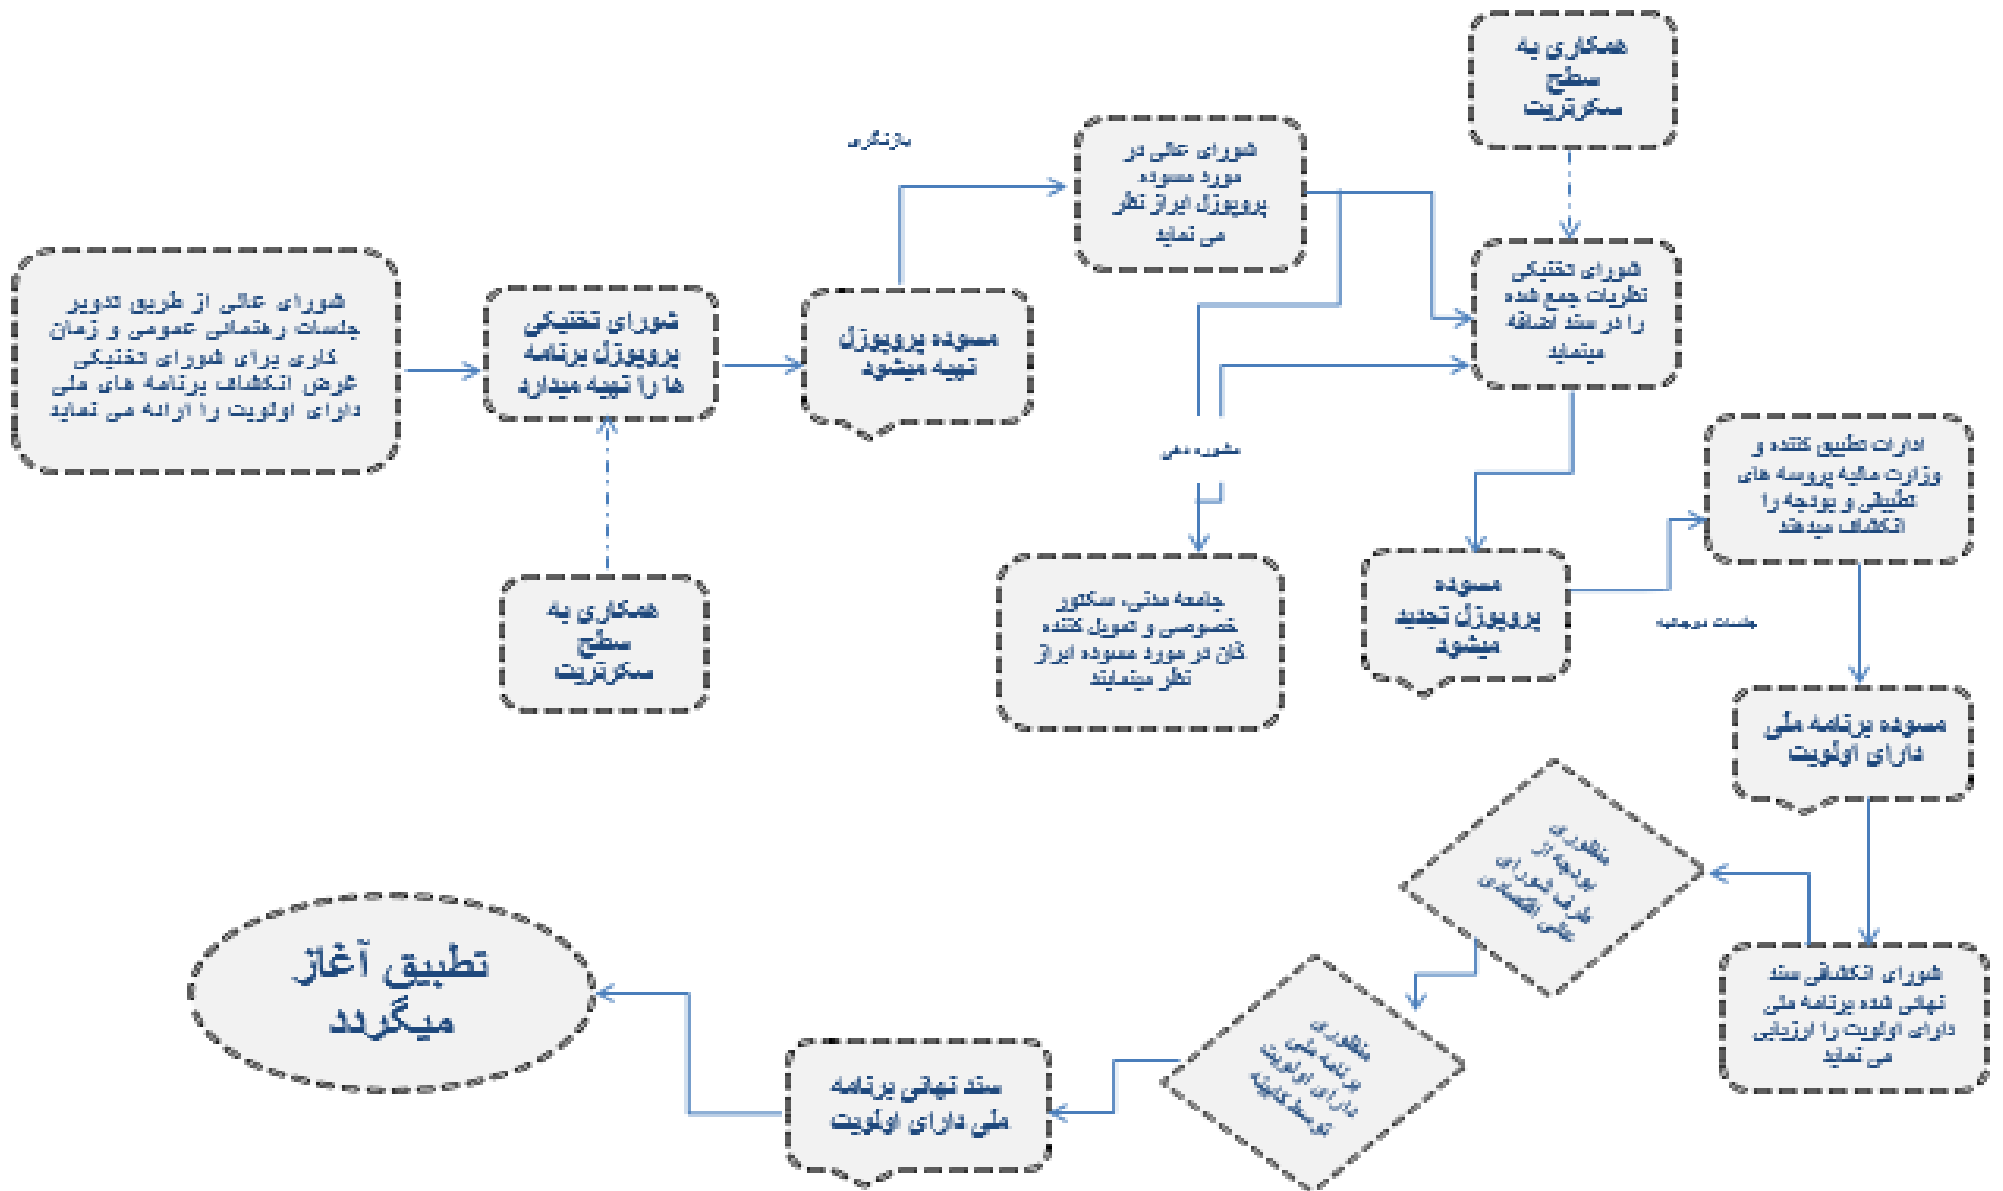 شورای عالی از طریق تدویر
جلسات رهنمائی عمومی و زمان
کاری برای شورای تخنیکی
غرض انکشاف برنامه های ملی
دارای اولویت را ارائه می نماید
شورای تخنیکی
پروپوزل برنامه
ها را تهیه میدارد
همکاری به
سطح
سکرتریت
مسوده پروپوزل
تهیه میشود
بازنگری
شورای عالی در
مورد مسوده
پروپوزل ابراز نظر
می نماید
همکاری به
سطح
سکرتریت
شورای تخنیکی
نظریات جمع شده
را در سند اضافه
مینماید
مشوره دهی
جامعه مدنی، سکتور
خصوصی و تمویل کننده
گان در مورد مسوده ابراز
نظر مینمایند
مسوده
پروپوزل تجدید
میشود
جلسات دوجانبه
ادارات تطبیق کننده و
وزارت مالیه پروسه های
تطبیقی و بودجه را
انکشاف میدهند
مسوده برنامه ملی
دارای اولویت
شورای انکشافی سند
نهائی شده برنامه ملی
دارای اولویت را ارزیابی
می نماید
منظوری
بودجه از
طرف شورای
عالی اقتصادی
منظوری
برنامه ملی
دارای اولویت
توسط کابینه
سند نهائی برنامه
ملی دارای اولویت
تطبیق آغاز
میگردد